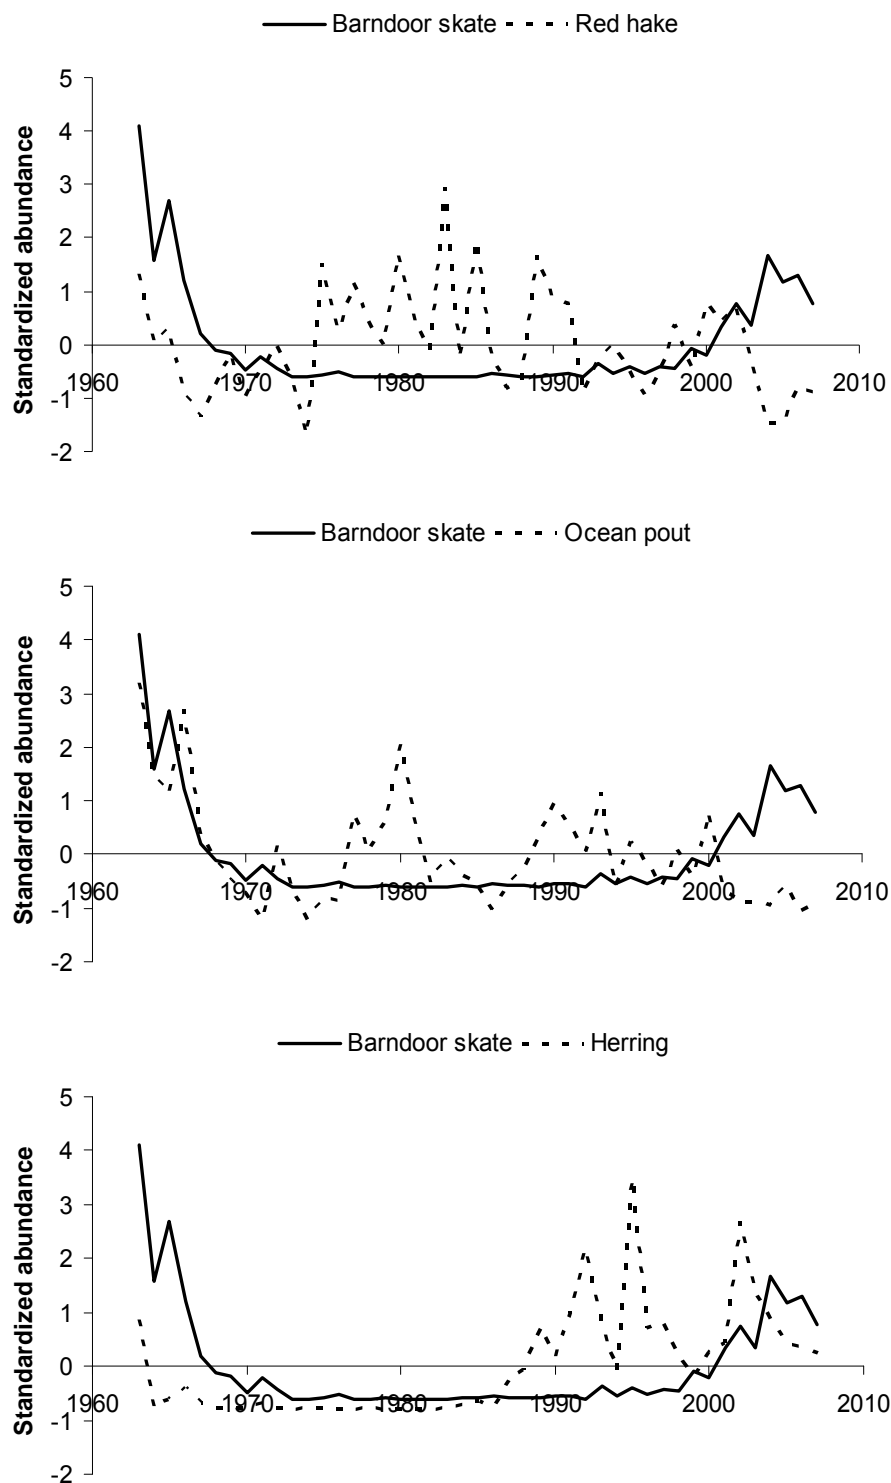 Barndoor skate Red hake
Standardized abundance
5
4
3
2
1
0
-1
-2
1960 1970 1980 1990 2000 2010
Barndoor skate Ocean pout
Standardized abundance
5
4
3
2
1
0
-1
-2
1960 1970 1980 1990 2000 2010
Barndoor skate Herring
Standardized abundance
5
4
3
2
1
0
-1
-2
1960 1970 1980 1990 2000 2010